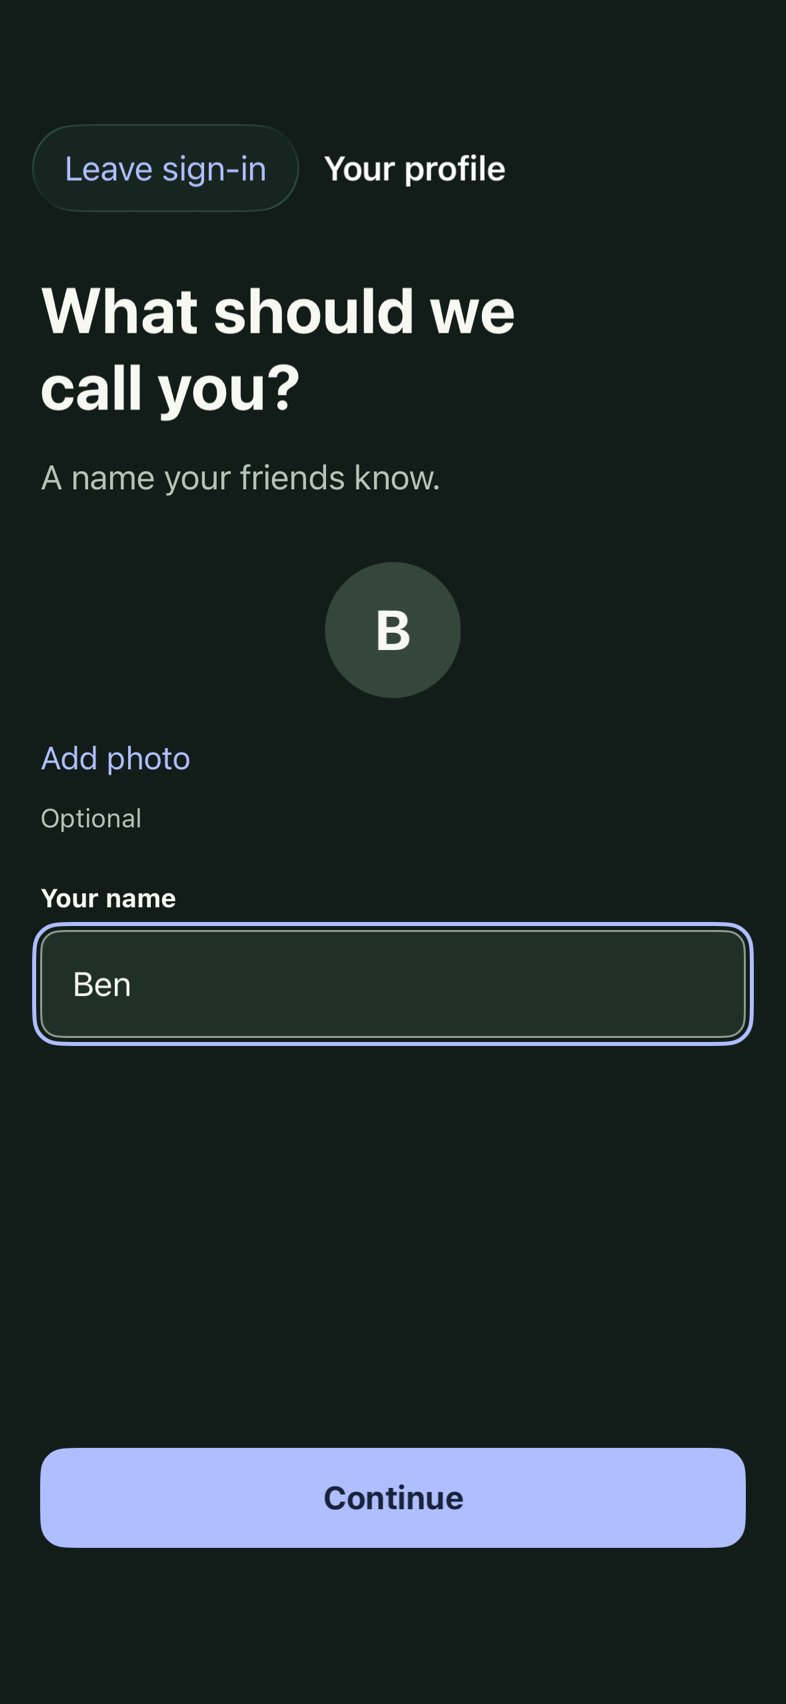 Leave sign-in
Your profile
What should we
call you?
A name your friends know.
B
Add photo
Optional
Your name
Ben
Continue